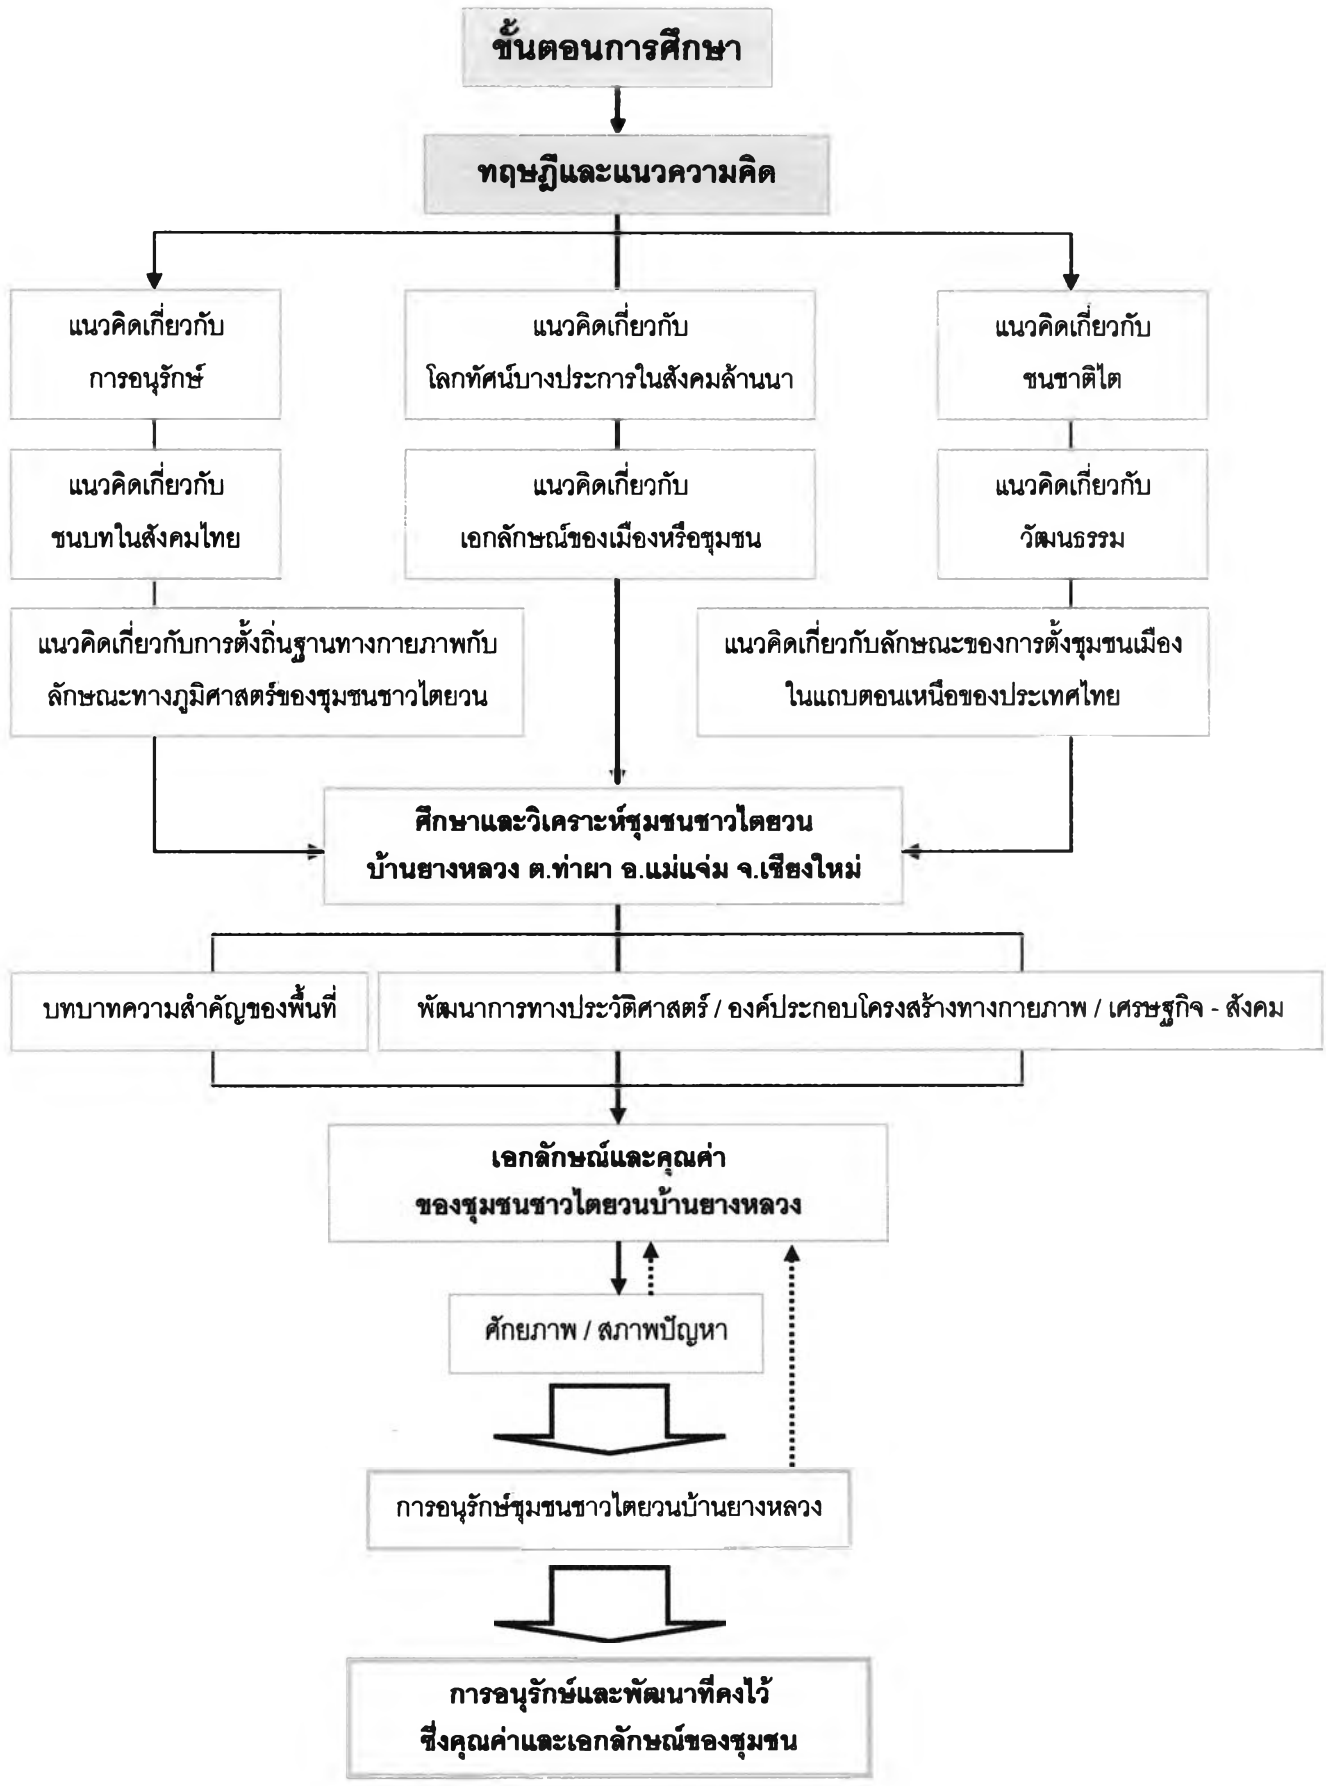 ขั้นตอนการศึกษา
ทฤษฎีและแนวความคิด
แนวคิดเกี่ยวกับ
การอนุรักษ์
แนวคิดเกี่ยวกับ
โลกทัศน์บางประการในสังคมล้านนา
แนวคิดเกี่ยวกับ
ชนชาติไต
แนวคิดเกี่ยวกับ
ชนบทในสังคมไทย
แนวคิดเกี่ยวกับ
เอกลักษณ์ของเมืองหรือชุมชน
แนวคิดเกี่ยวกับ
วัฒนธรรม
แนวคิดเกี่ยวกับการตั้งถิ่นฐานทางกายภาพกับ
ลักษณะทางภูมิศาสตร์ของชุมชนชาวไตยวน
แนวคิดเกี่ยวกับลักษณะของการตั้งชุมชนเมือง
ในแถบตอนเหนือของประเทศไทย
ศึกษาและวิเคราะห์ชุมชนชาวไตยวน
บ้านยางหลวง ต.ท่าผา อ.แม่แจ่ม จ.เชียงใหม่
บทบาทความสำคัญของพื้นที่
พัฒนาการทางประวัติศาสตร์ / องค์ประกอบโครงสร้างทางกายภาพ / เศรษฐกิจ - สังคม
เอกลักษณ์และคุณค่า
ของชุมชนชาวไตยวนบ้านยางหลวง
ศักยภาพ / สภาพปัญหา
การอนุรักษ์ชุมชนชาวไตยวนบ้านยางหลวง
การอนุรักษ์และพัฒนาที่คงไว้
ซึ่งคุณค่าและเอกลักษณ์ของชุมชน